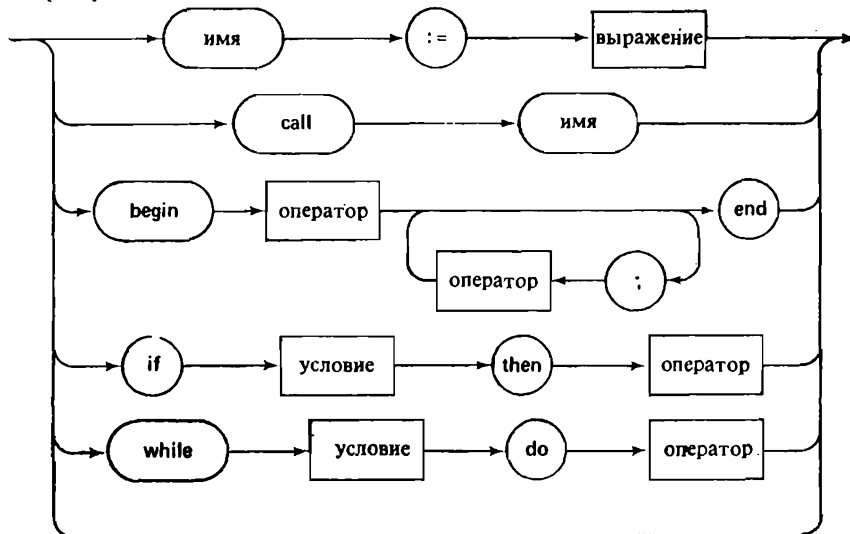 имя := выражение
call имя
begin оператор end
оператор ;
if условие then оператор
while условие do оператор